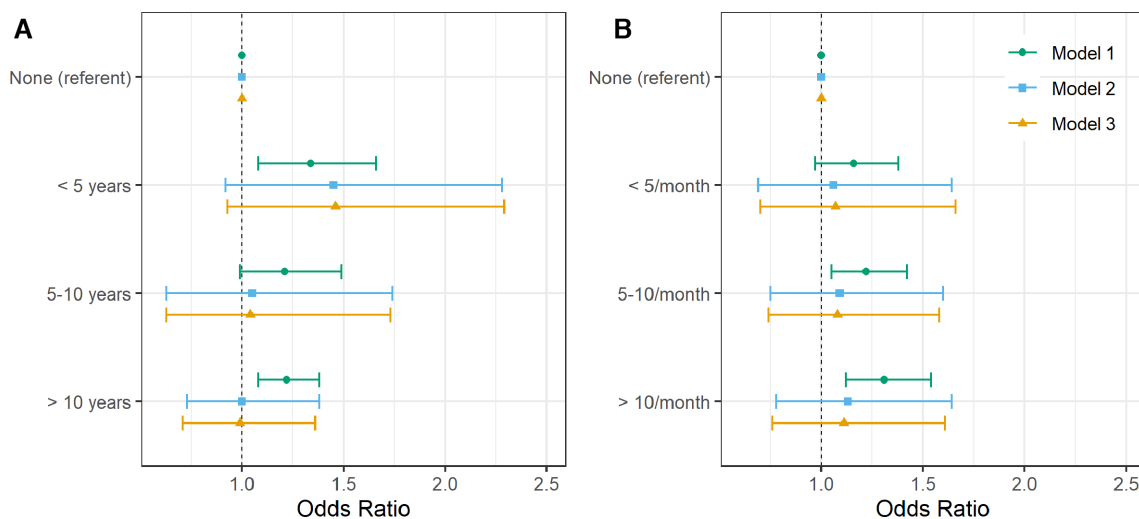 A
None (referent)
< 5 years
5-10 years
> 10 years
1.0 1.5 2.0 2.5
Odds Ratio
B
None (referent)
< 5/month
5-10/month
> 10/month
1.0 1.5 2.0 2.5
Odds Ratio
Model 1
Model 2
Model 3